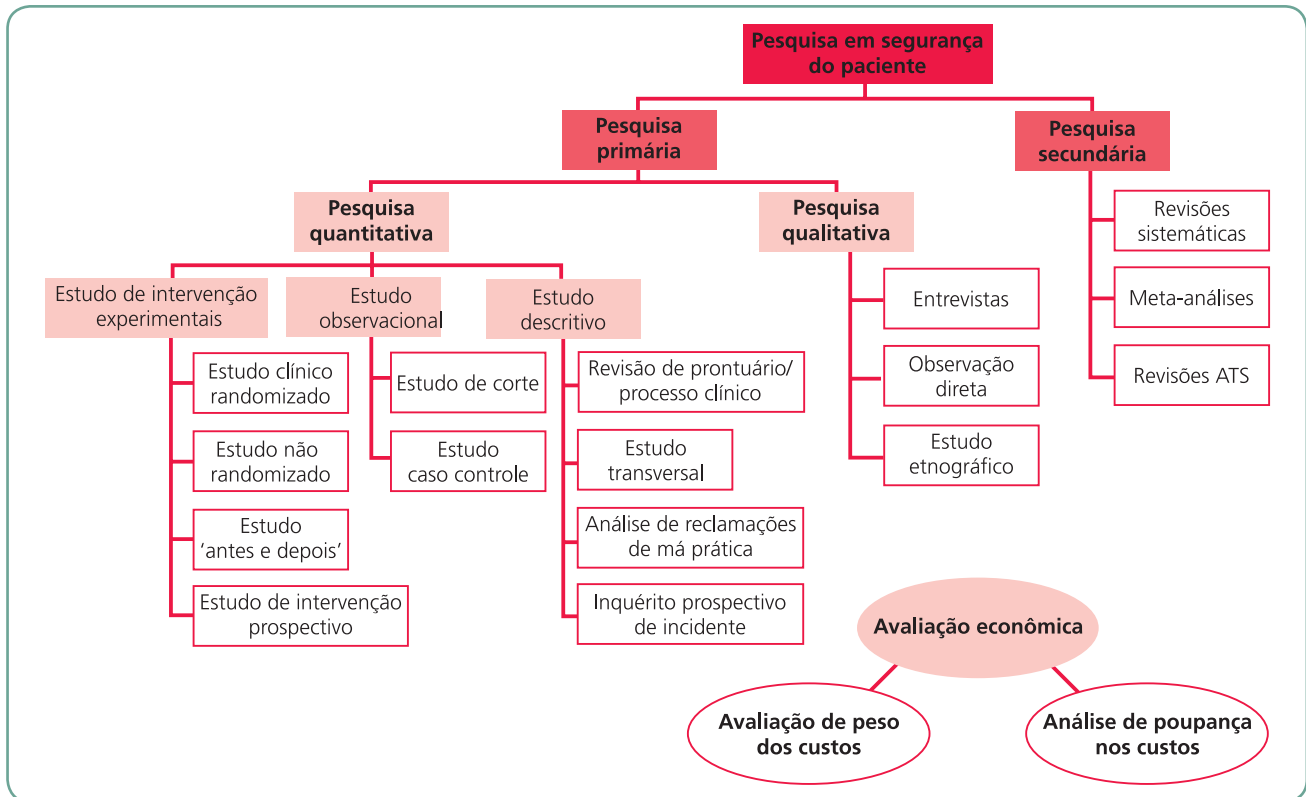 Pesquisa em segurança
do paciente
Pesquisa
primária
Pesquisa
secundária
Pesquisa
quantitativa
Pesquisa
qualitativa
Revisões
sistemáticas
Meta-análises
Revisões ATS
Estudo de intervenção
experimentais
Estudo
observacional
Estudo
descritivo
Entrevistas
Observação
direta
Estudo
etnográfico
Estudo clínico
randomizado
Estudo não
randomizado
Estudo
'antes e depois'
Estudo de intervenção
prospectivo
Estudo de corte
Estudo
caso controle
Revisão de prontuário/
processo clínico
Estudo
transversal
Análise de reclamações
de má prática
Inquérito prospectivo
de incidente
Avaliação econômica
Avaliação de peso
dos custos
Análise de poupança
nos custos